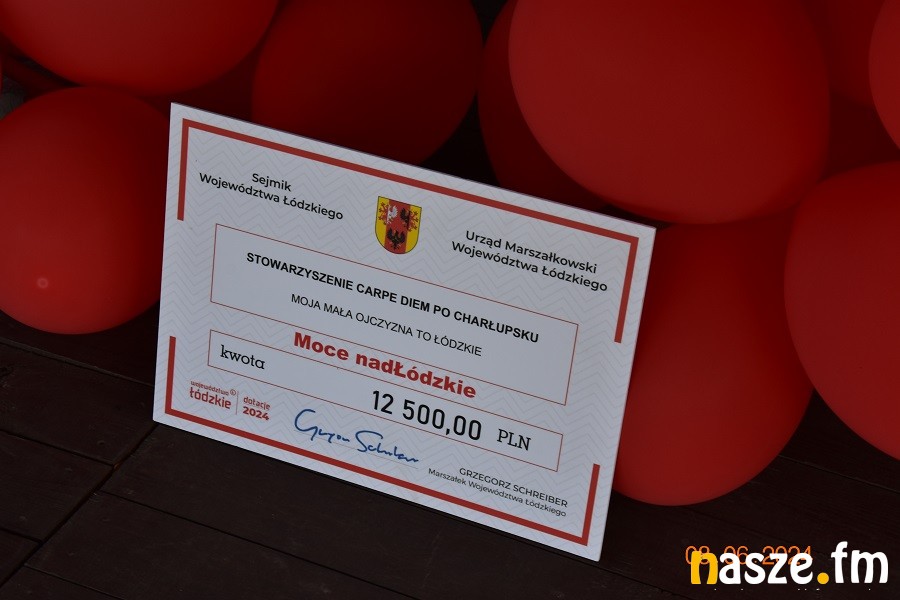 Sejmik
Województwa Łódzkiego
Urząd Marszałkowski
Województwa Łódzkiego
STOWARZYSZENIE CARPE DIEM PO CHARŁUPSKU
MOJA MAŁA OJCZYZNA TO ŁÓDZKIE
Moce nadŁódzkie
kwota
12 500,00 PLN
województwo
łódzkie
dotacje
2024
GRZEGORZ SCHREIBER
Marszałek Województwa Łódzkiego
06 2024
nasze.fm